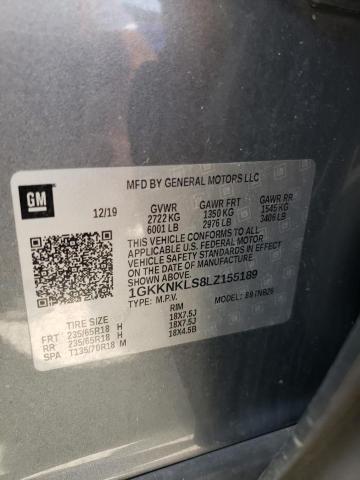 GM
MFD BY GENERAL MOTORS LLC
12/19 GVWR GAWR FRT GAWR RR
2722 KG 1350 KG 1545 KG
6001 LB 2976 LB 3406 LB
THIS VEHICLE CONFORMS TO ALL
APPLICABLE U.S. FEDERAL MOTOR
VEHICLE SAFETY STANDARDS IN
EFFECT ON THE DATE OF MANUFACTURE
SHOWN ABOVE.
1GKKNKLS8LZ155189
TYPE: M.P.V. MODEL:
TIRE SIZE RIM
FRT 235/65R18 H 18X7.5J
RR 235/65R18 H 18X7.5J
SPA T135/70R18 M 18X4.5B